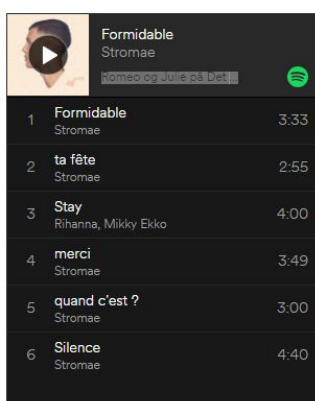 Formidable
Stromae
Romeo og Julie på Det ...
1 Formidable 3:33
Stromae
2 ta fête 2:55
Stromae
3 Stay 4:00
Rihanna, Mikky Ekko
4 merci 3:49
Stromae
5 quand c'est ? 3:00
Stromae
6 Silence 4:40
Stromae